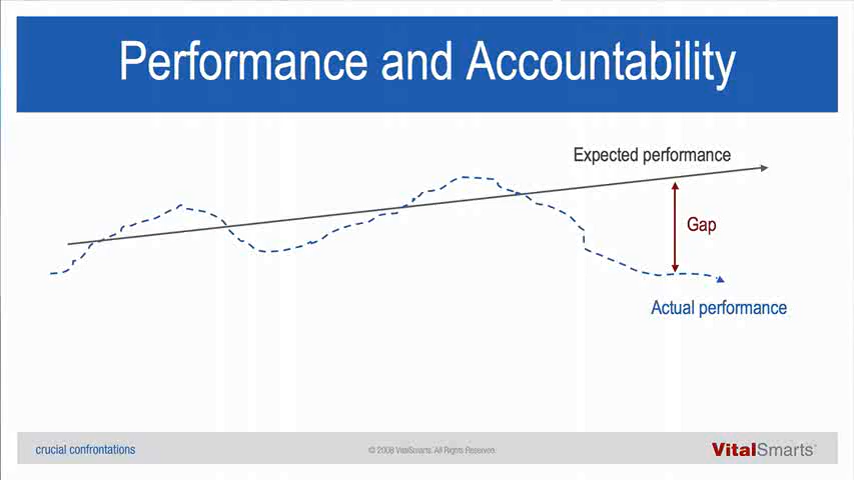 Performance and Accountability
Expected performance
Gap
Actual performance
crucial confrontations
© 2008 VitalSmarts. All Rights Reserved.
VitalSmarts